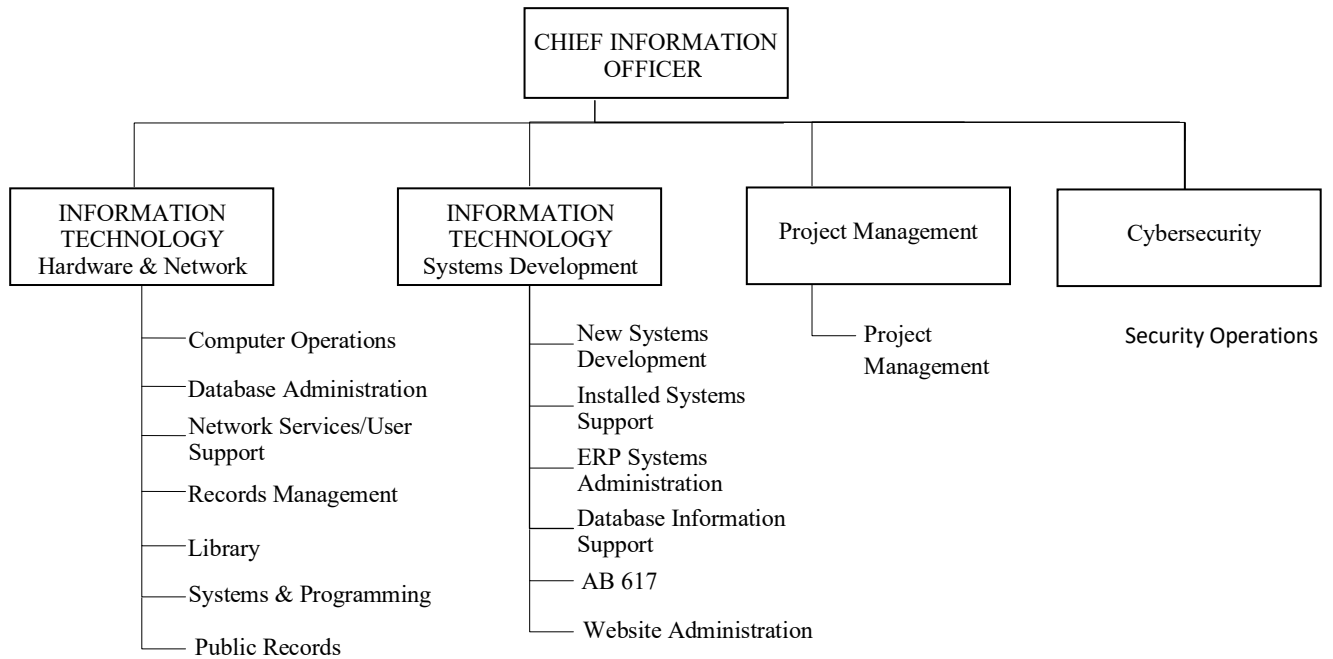 CHIEF INFORMATION
OFFICER
INFORMATION
TECHNOLOGY
Hardware & Network
INFORMATION
TECHNOLOGY
Systems Development
Project Management
Cybersecurity
Computer Operations
Database Administration
Network Services/User
Support
Records Management
Library
Systems & Programming
Public Records
New Systems
Development
Installed Systems
Support
ERP Systems
Administration
Database Information
Support
AB 617
Website Administration
Project
Management
Security Operations